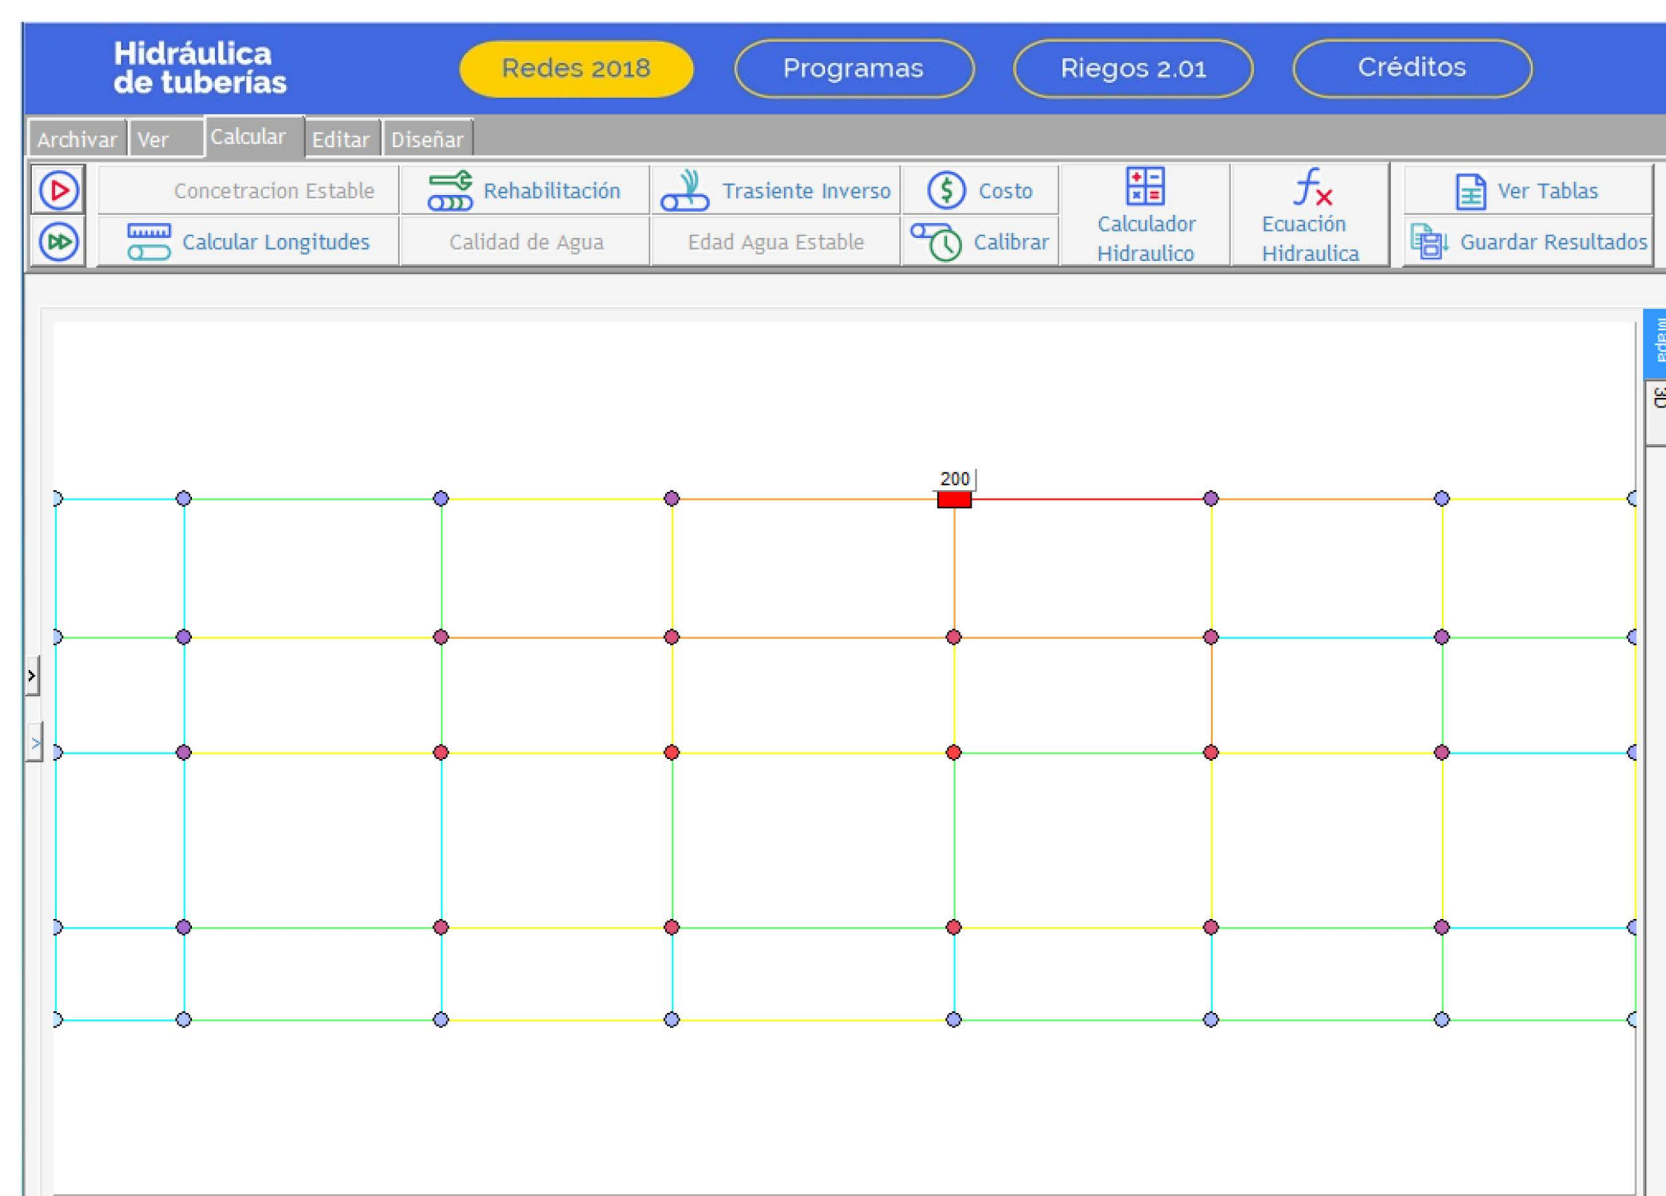 Hidráulica
de tuberías
Redes 2018
Programas
Riegos 2.01
Créditos
Archivar
Ver
Calcular
Editar
Diseñar
Concetracion Estable
Rehabilitación
Trasiente Inverso
Costo
Calculador
Hidraulico
Ecuación
Hidraulica
Ver Tablas
Calcular Longitudes
Calidad de Agua
Edad Agua Estable
Calibrar
Guardar Resultados
Mapa
3D
200